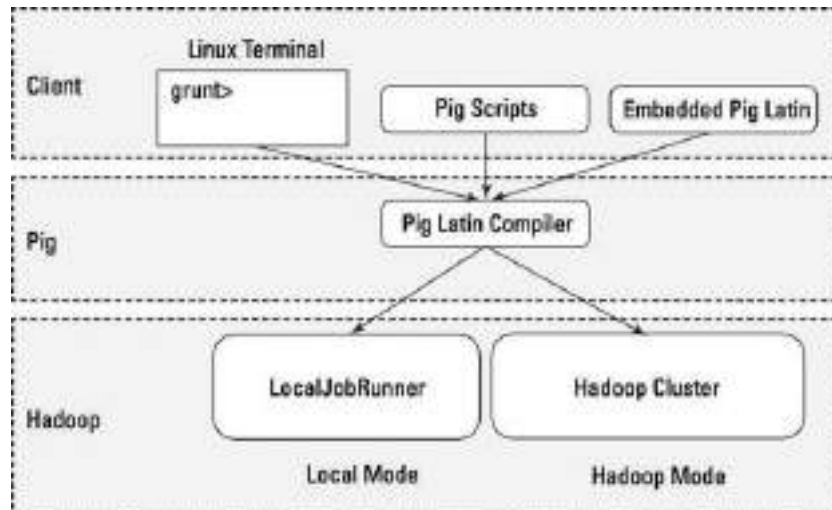 Linux Terminal
Client
grunt>
Pig Scripts
Embedded Pig Latin
Pig Latin Compiler
Pig
LocalJobRunner
Hadoop Cluster
Hadoop
Local Mode
Hadoop Mode